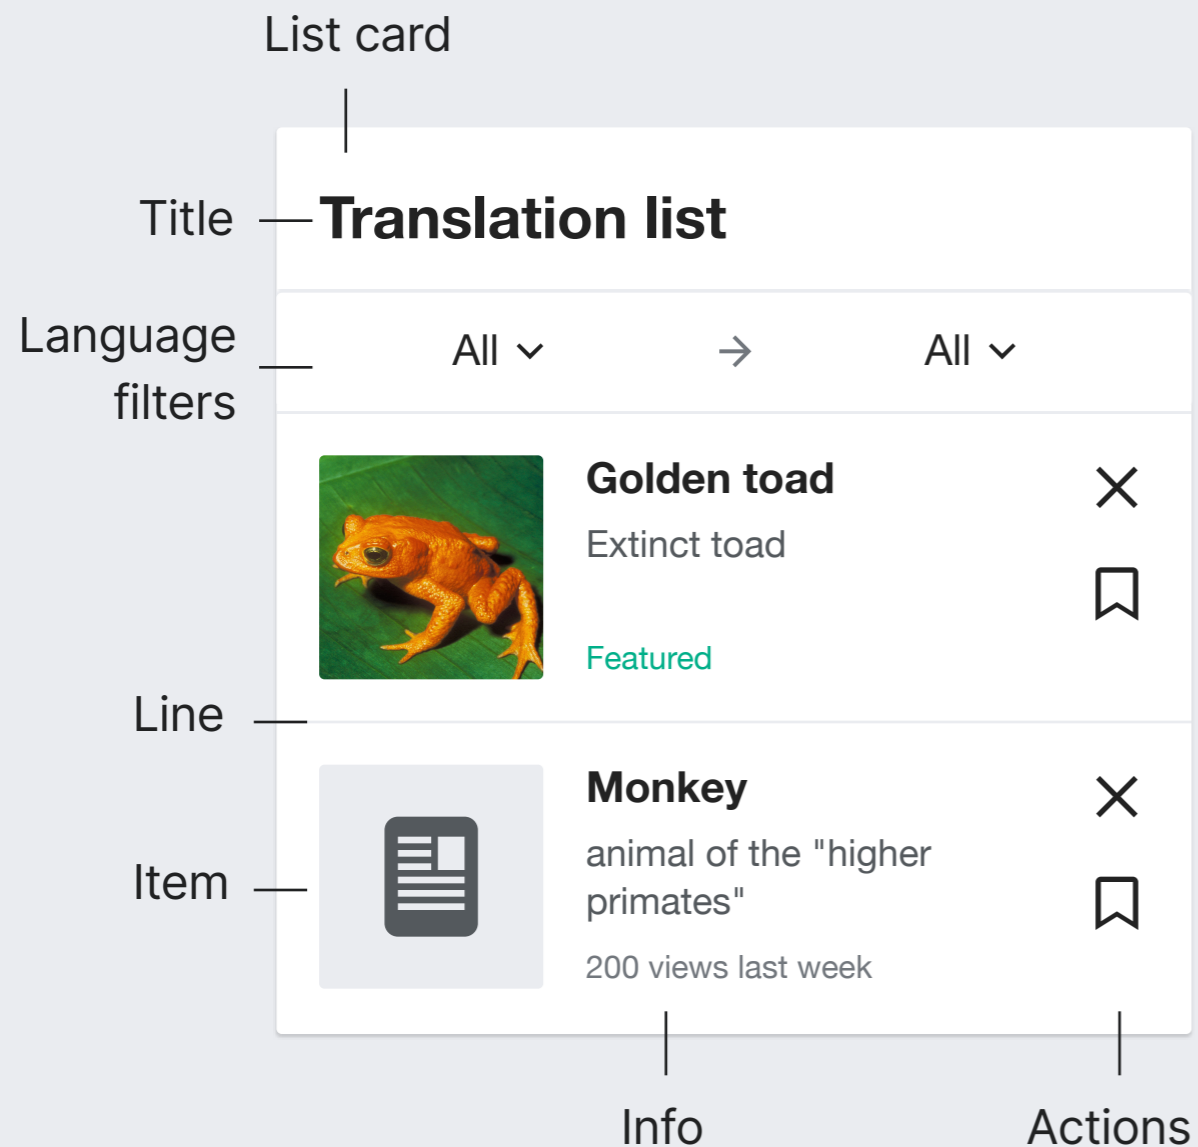 List card
Title
Translation list
Language
filters
All
All
Golden toad
Extinct toad
Featured
Line
Monkey
animal of the "higher
primates"
200 views last week
Item
Info
Actions